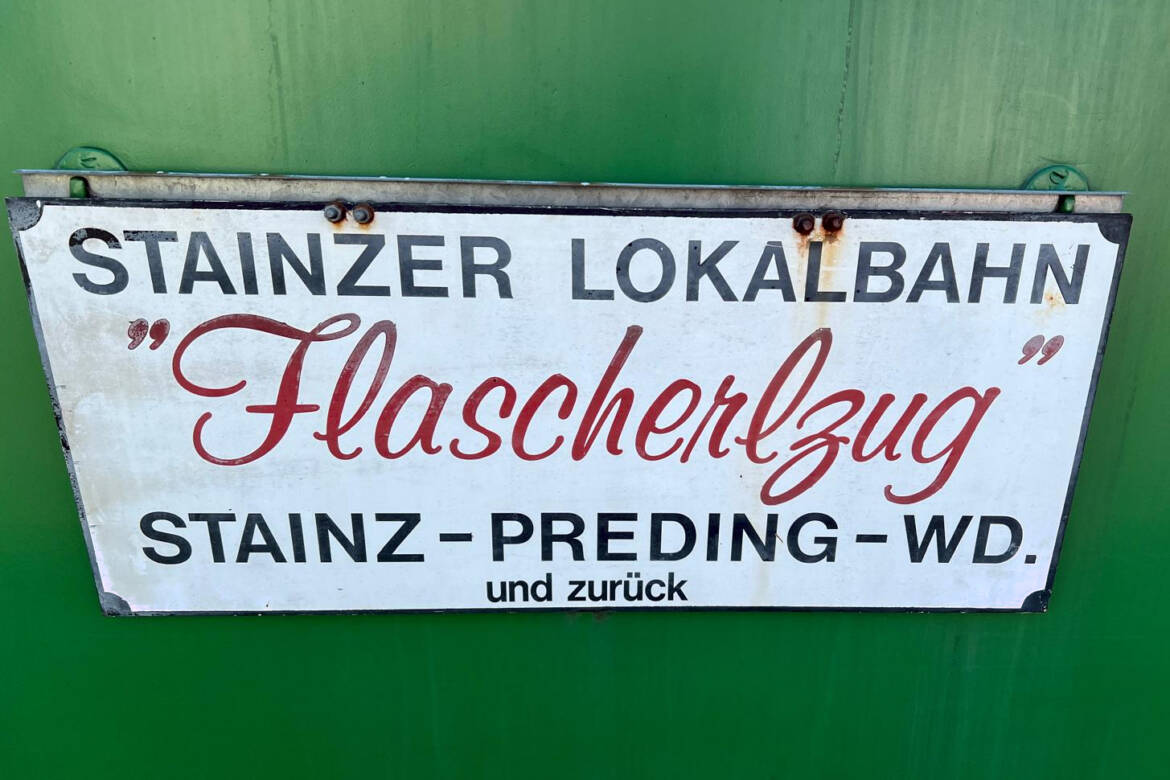 STAINZER LOKALBAHN
”Flascherlzug”
STAINZ-PREDING-WD.
und zurück